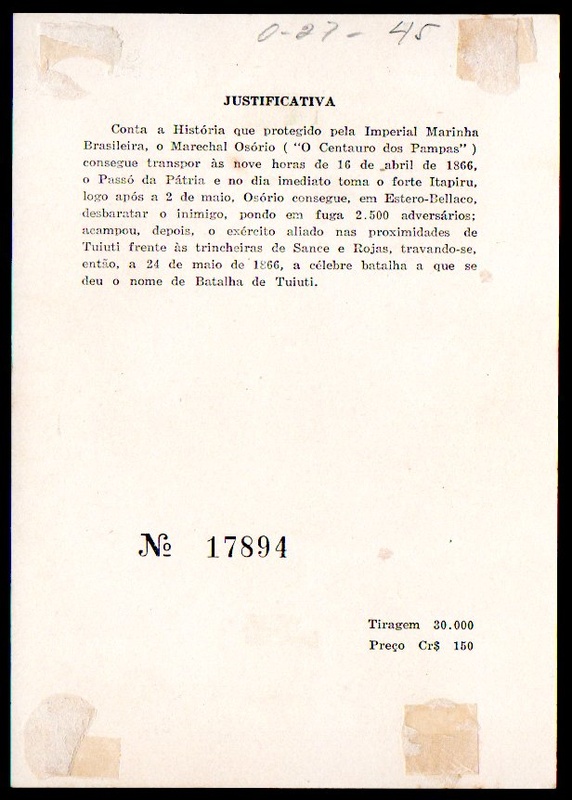 0-27- 45
JUSTIFICATIVA
Conta a História que protegido pela Imperial Marinha
Brasileira, o Marechal Osório ( "O Centauro dos Pampas" )
consegue transpor às nove horas de 16 de abril de 1866,
o Passó da Pátria e no dia imediato toma o forte Itapiru,
logo após a 2 de maio, Osório consegue, em Estero-Bellaco,
desbaratar o inimigo, pondo em fuga 2.500 adversários;
acampou, depois, o exército aliado nas proximidades de
Tuiuti frente às trincheiras de Sance e Rojas, travando-se,
então, a 24 de maio de 1866, a célebre batalha a que se
deu o nome de Batalha de Tuiuti.
Nº 17894
Tiragem 30.000
Preço Cr$ 150